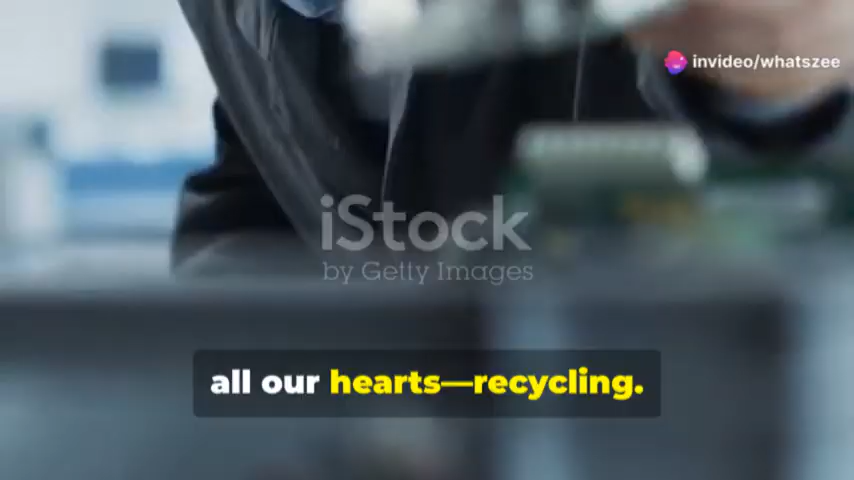 invideo/whatszee
iStock
by Getty Images
all our hearts—recycling.